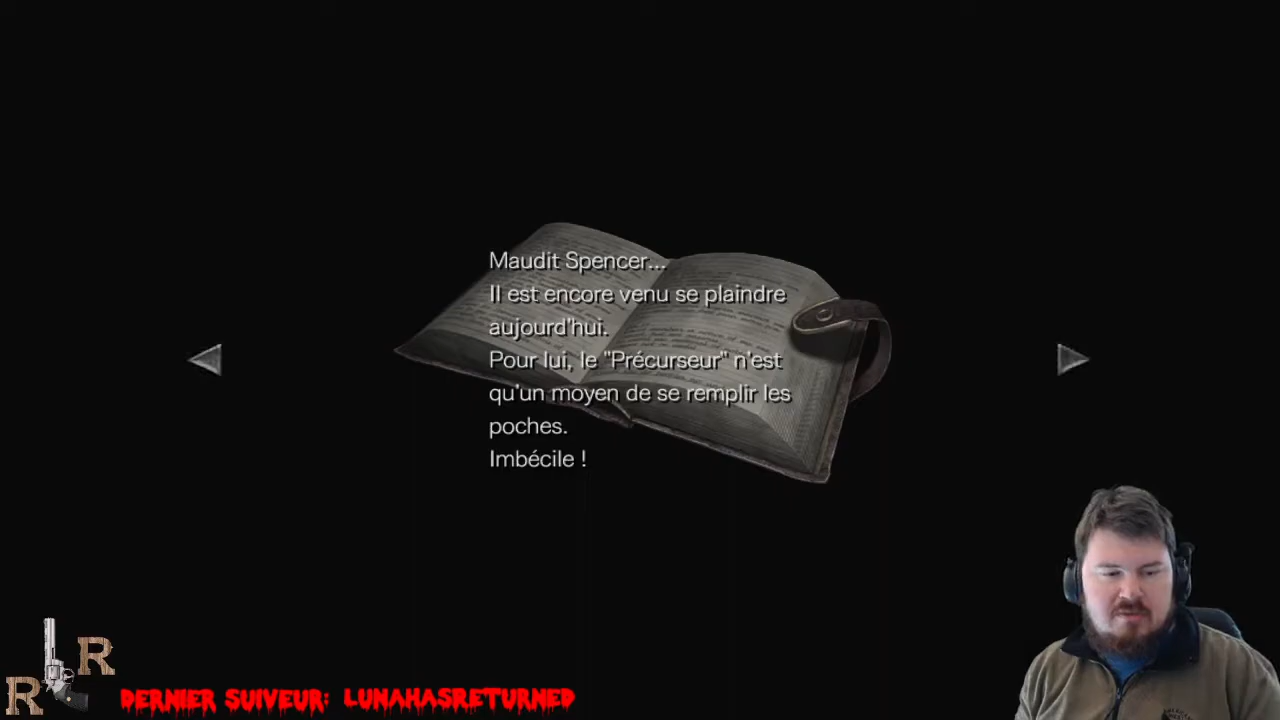 Maudit Spencer...
Il est encore venu se plaindre
aujourd'hui.
Pour lui, le "Précurseur" n'est
qu'un moyen de se remplir les
poches.
Imbécile !
R
R
DERNIER SUIVEUR: LUNAHASRETURNED